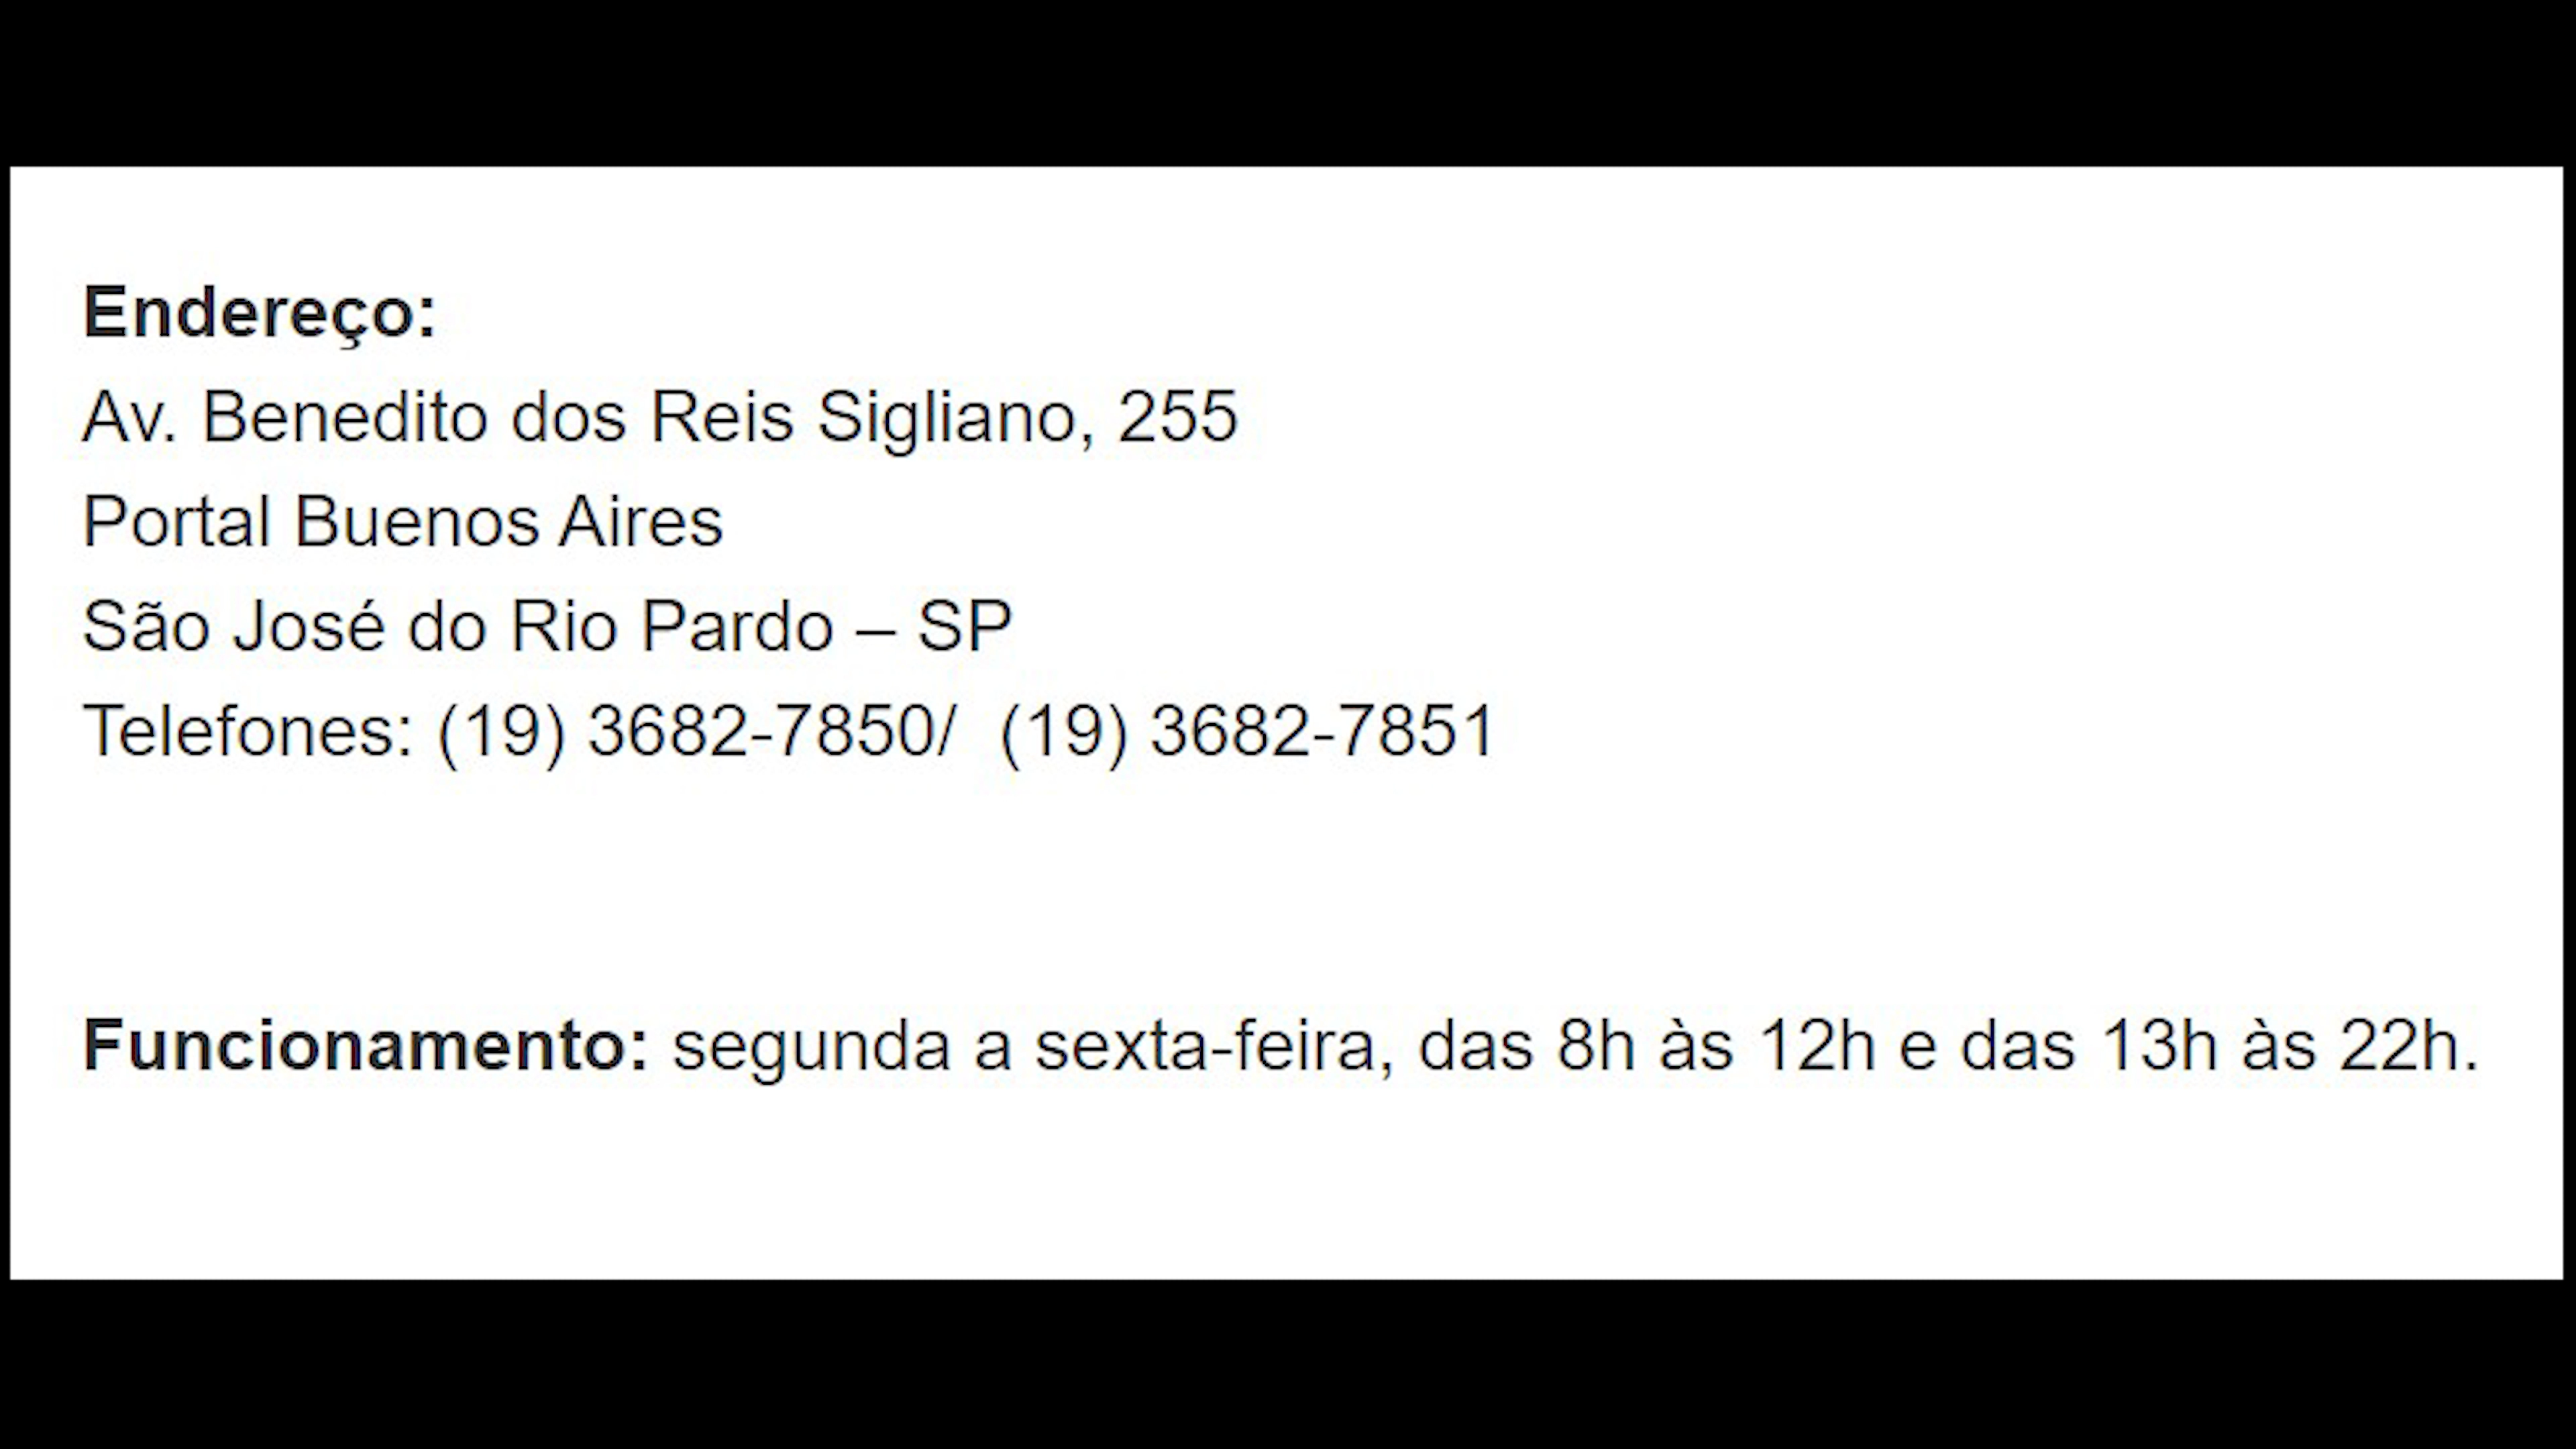 Endereço:
Av. Benedito dos Reis Sigliano, 255
Portal Buenos Aires
São José do Rio Pardo – SP
Telefones: (19) 3682-7850/  (19) 3682-7851
Funcionamento: segunda a sexta-feira, das 8h às 12h e das 13h às 22h.